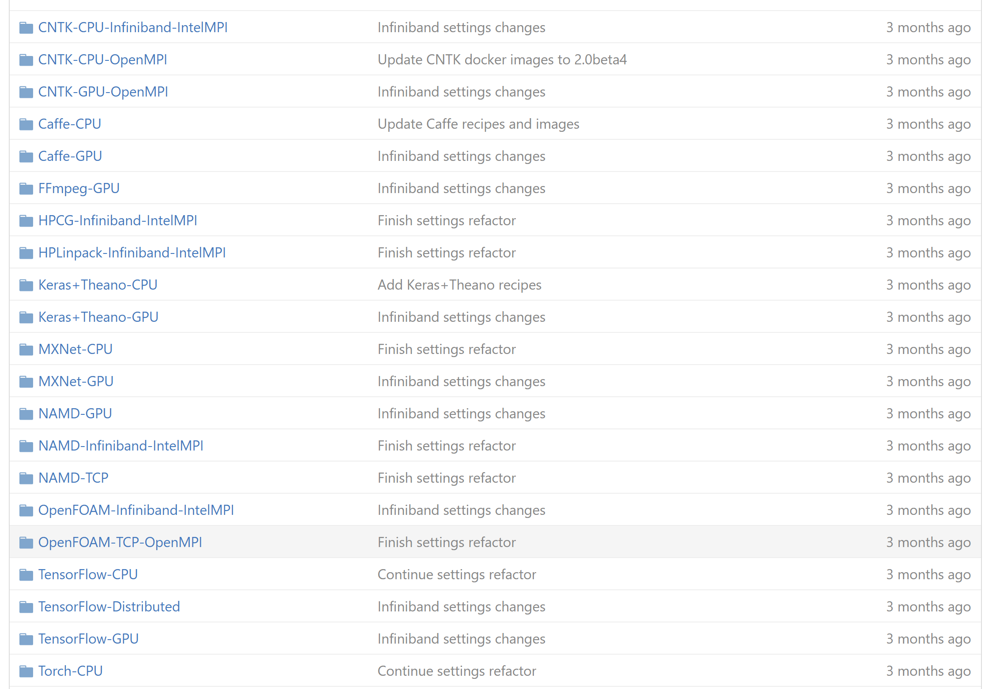 CNTK-CPU-Infiniband-IntelMPI Infiniband settings changes 3 months ago
CNTK-CPU-OpenMPI Update CNTK docker images to 2.0beta4 3 months ago
CNTK-GPU-OpenMPI Infiniband settings changes 3 months ago
Caffe-CPU Update Caffe recipes and images 3 months ago
Caffe-GPU Infiniband settings changes 3 months ago
FFmpeg-GPU Infiniband settings changes 3 months ago
HPCG-Infiniband-IntelMPI Finish settings refactor 3 months ago
HPLinpack-Infiniband-IntelMPI Finish settings refactor 3 months ago
Keras+Theano-CPU Add Keras+Theano recipes 3 months ago
Keras+Theano-GPU Infiniband settings changes 3 months ago
MXNet-CPU Finish settings refactor 3 months ago
MXNet-GPU Infiniband settings changes 3 months ago
NAMD-GPU Infiniband settings changes 3 months ago
NAMD-Infiniband-IntelMPI Finish settings refactor 3 months ago
NAMD-TCP Finish settings refactor 3 months ago
OpenFOAM-Infiniband-IntelMPI Infiniband settings changes 3 months ago
OpenFOAM-TCP-OpenMPI Finish settings refactor 3 months ago
TensorFlow-CPU Continue settings refactor 3 months ago
TensorFlow-Distributed Infiniband settings changes 3 months ago
TensorFlow-GPU Infiniband settings changes 3 months ago
Torch-CPU Continue settings refactor 3 months ago